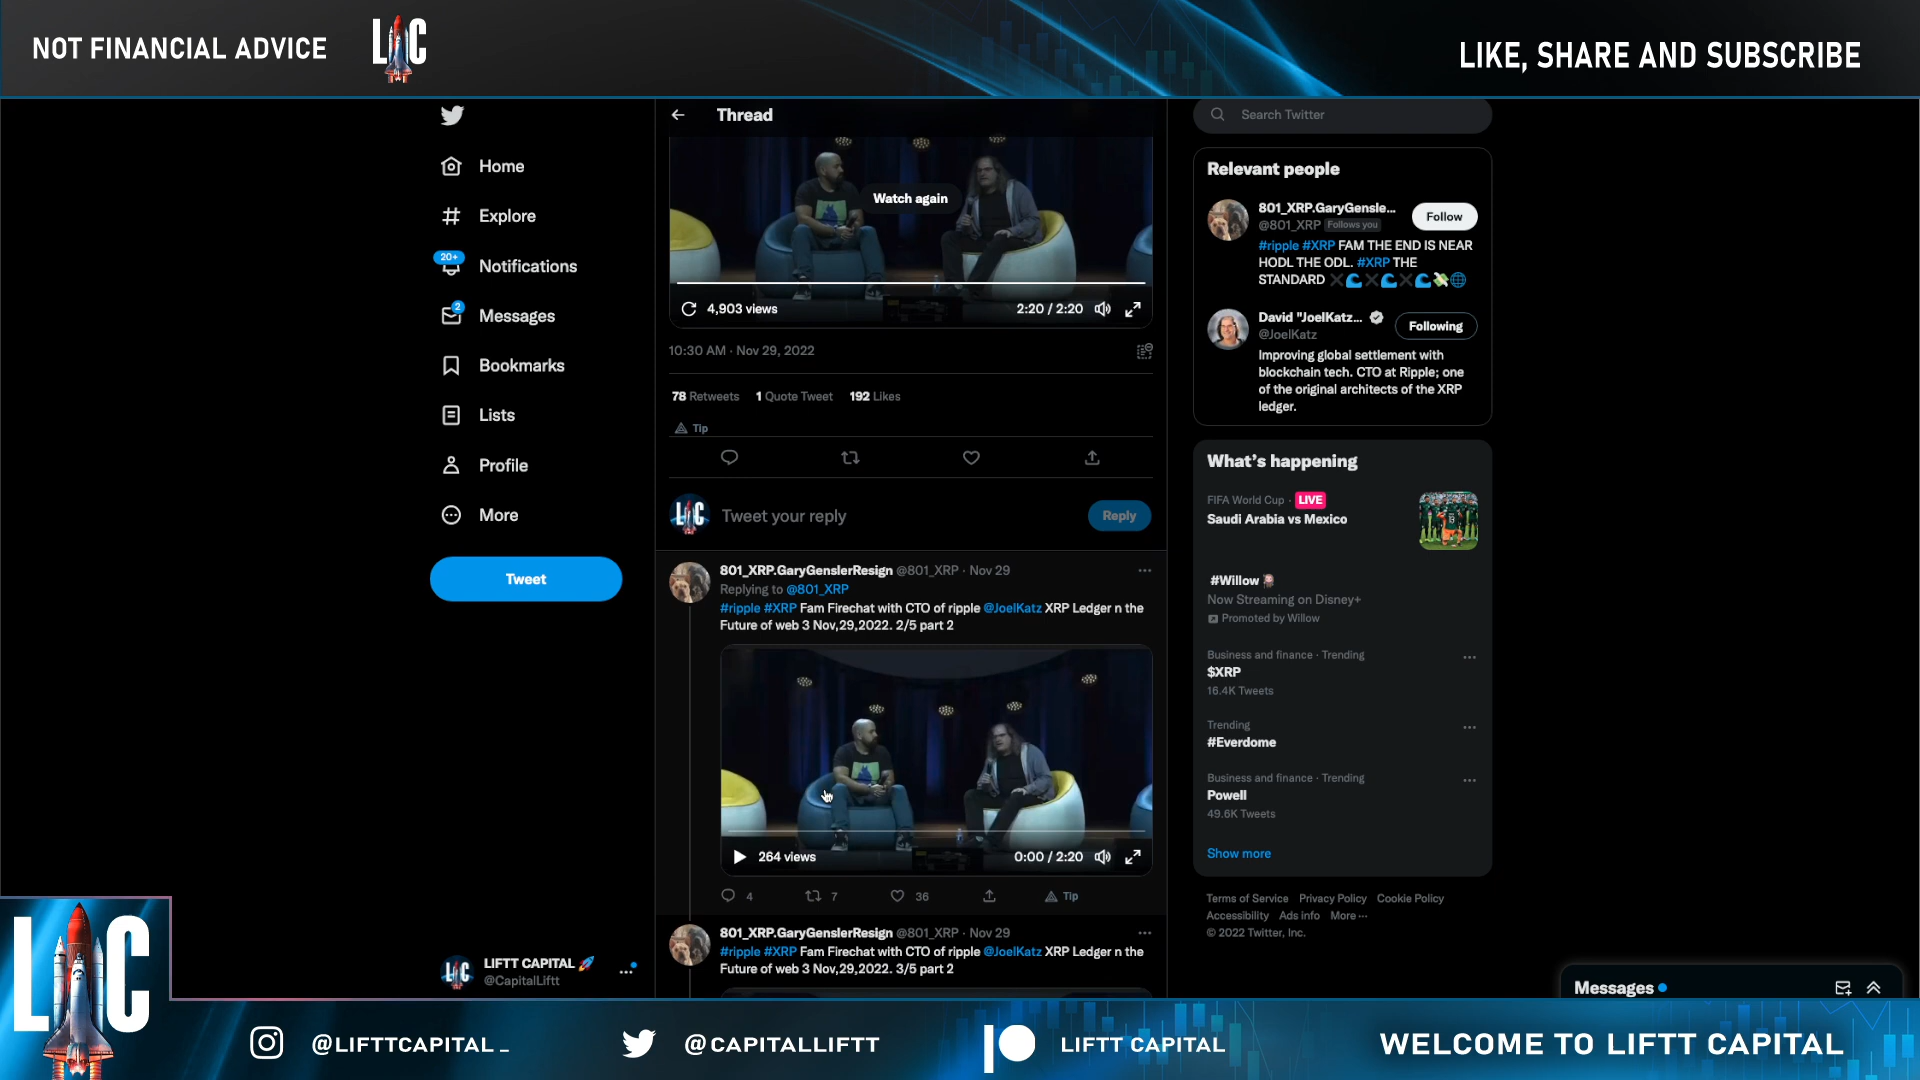 NOT FINANCIAL ADVICE
LC
LIKE, SHARE AND SUBSCRIBE
Home
Explore
20+
Notifications
2
Messages
Bookmarks
Lists
Profile
More
Tweet
LIFTT CAPITAL
@CapitalLiftt
Thread
Watch again
4,903 views
2:20 / 2:20
10:30 AM · Nov 29, 2022
78 Retweets 1 Quote Tweet 192 Likes
Tip
Tweet your reply
Reply
801_XRP.GaryGenslerResign @801_XRP · Nov 29
Replying to @801_XRP
#ripple #XRP Fam Firechat with CTO of ripple @JoelKatz XRP Ledger n the
Future of web 3 Nov,29,2022. 2/5 part 2
264 views
0:00 / 2:20
4 7 36 Tip
801_XRP.GaryGenslerResign @801_XRP · Nov 29
#ripple #XRP Fam Firechat with CTO of ripple @JoelKatz XRP Ledger n the
Future of web 3 Nov,29,2022. 3/5 part 2
Search Twitter
Relevant people
801_XRP.GaryGensle...
@801_XRP Follows you
Follow
#ripple #XRP FAM THE END IS NEAR
HODL THE ODL. #XRP THE
STANDARD
David "JoelKatz...
@JoelKatz
Following
Improving global settlement with
blockchain tech. CTO at Ripple; one
of the original architects of the XRP
ledger.
What's happening
FIFA World Cup · LIVE
Saudi Arabia vs Mexico
#Willow
Now Streaming on Disney+
Promoted by Willow
Business and finance · Trending
$XRP
16.4K Tweets
Trending
#Everdome
Business and finance · Trending
Powell
49.6K Tweets
Show more
Terms of Service Privacy Policy Cookie Policy
Accessibility Ads info More ···
© 2022 Twitter, Inc.
Messages
LC
@LIFTTCAPITAL_
@CAPITALLIFTT
LIFTT CAPITAL
WELCOME TO LIFTT CAPITAL